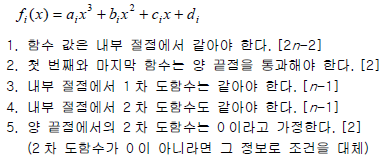 f_i(x) = a_i x^3 + b_i x^2 + c_i x + d_i
1. 함수 값은 내부 절점에서 같아야 한다. [2n-2]
2. 첫 번째와 마지막 함수는 양 끝점을 통과해야 한다. [2]
3. 내부 절점에서 1차 도함수는 같아야 한다. [n-1]
4. 내부 절점에서 2차 도함수도 같아야 한다. [n-1]
5. 양 끝점에서의 2차 도함수는 0이라고 가정한다. [2]
(2차 도함수가 0이 아니라면 그 정보로 조건을 대체)